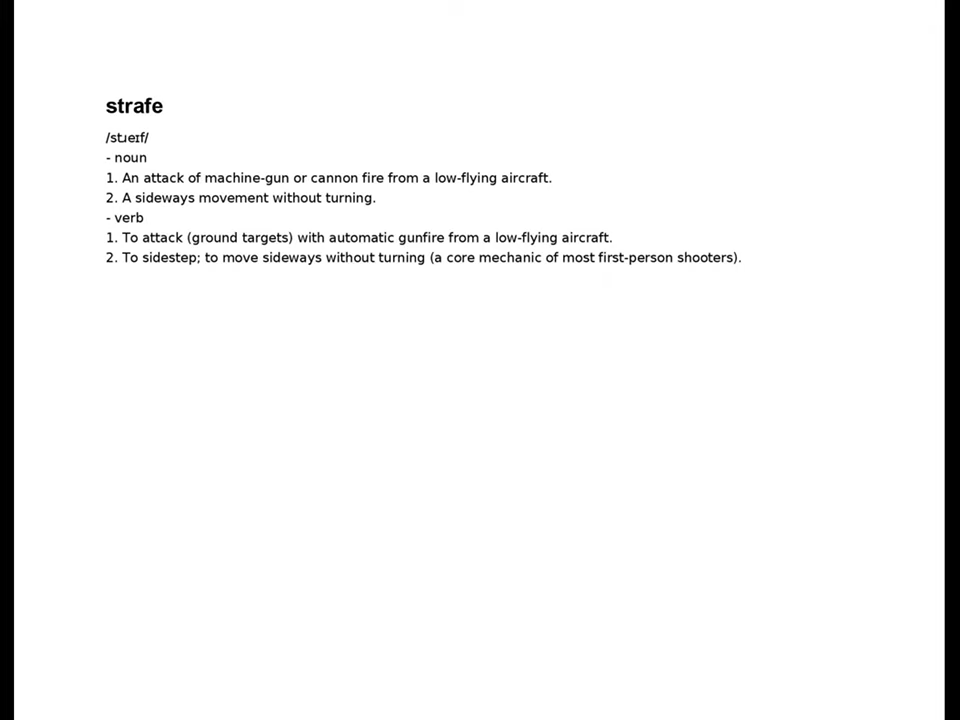 strafe
/stɹeɪf/
- noun
1. An attack of machine-gun or cannon fire from a low-flying aircraft.
2. A sideways movement without turning.
- verb
1. To attack (ground targets) with automatic gunfire from a low-flying aircraft.
2. To sidestep; to move sideways without turning (a core mechanic of most first-person shooters).